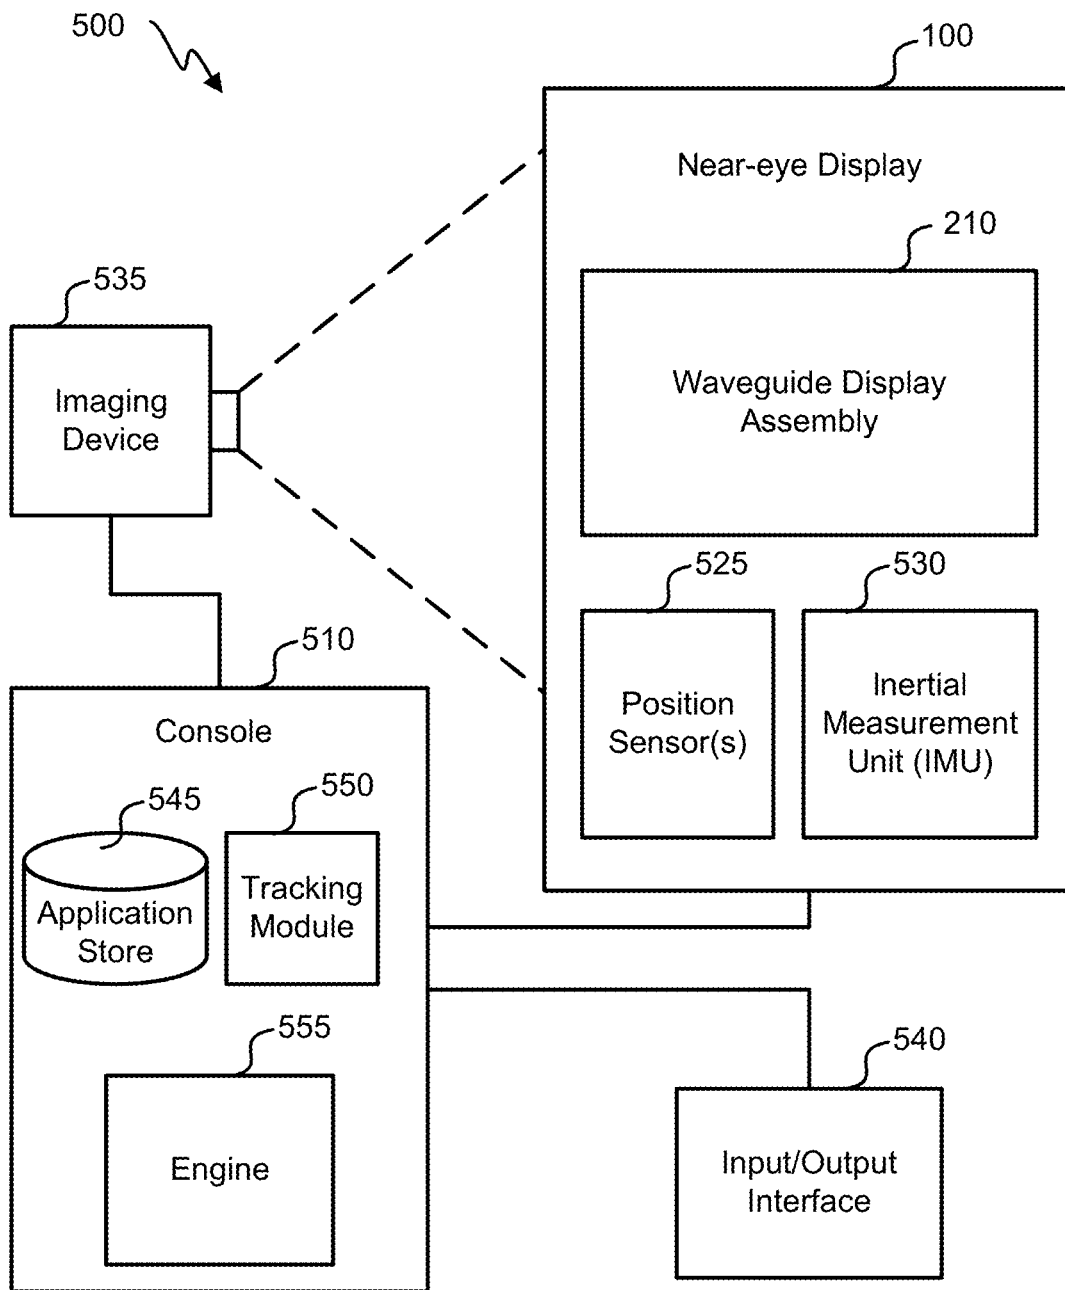 500
100
Near-eye Display
210
Waveguide Display
Assembly
535
Imaging
Device
525
Position
Sensor(s)
530
Inertial
Measurement
Unit (IMU)
510
Console
545
Application
Store
550
Tracking
Module
555
Engine
540
Input/Output
Interface